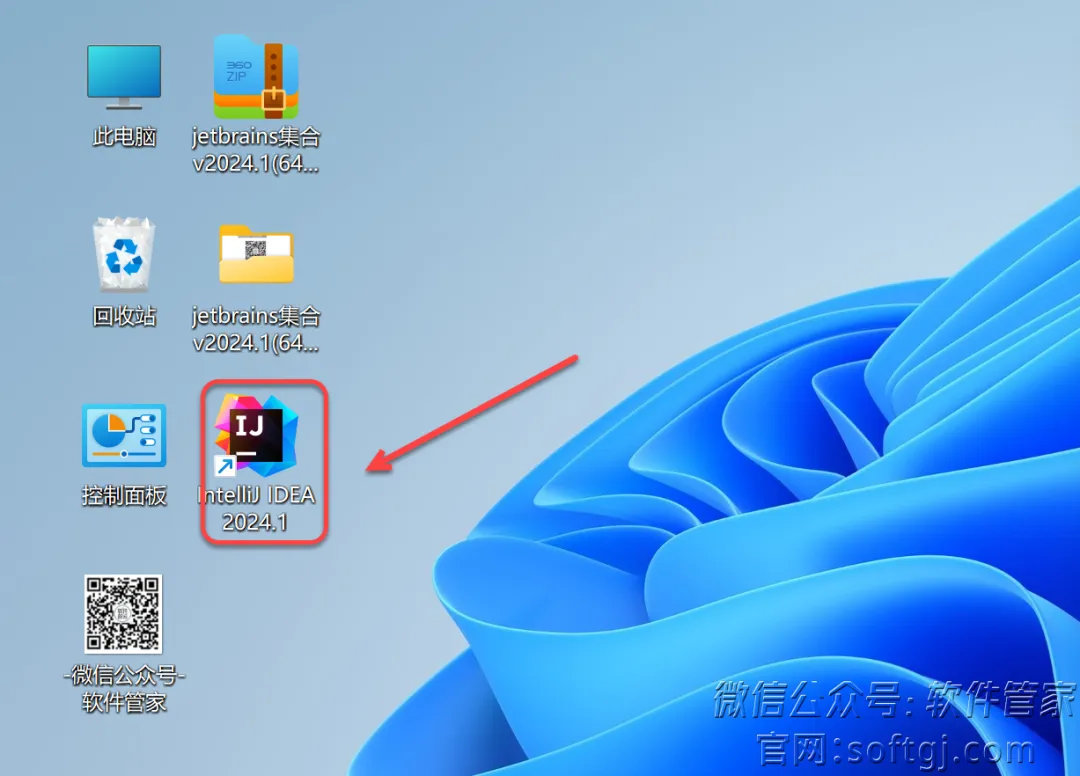 此电脑
360
ZIP
jetbrains集合
v2024.1(64...
回收站
jetbrains集合
v2024.1(64...
控制面板
IJ
IntelliJ IDEA
2024.1
-微信公众号-
软件管家
微信公众号:软件管家
官网:softgj.com